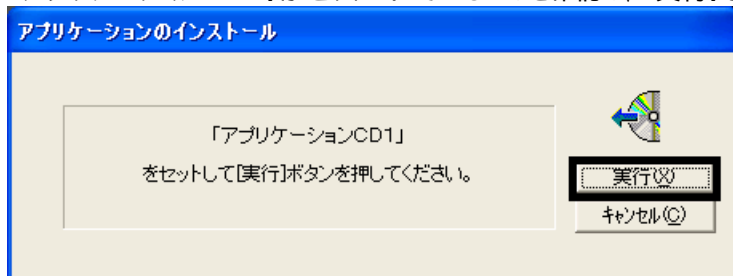 アプリケーションのインストール
「アプリケーションCD1」
をセットして[実行]ボタンを押してください。
実行(X)
キャンセル(C)